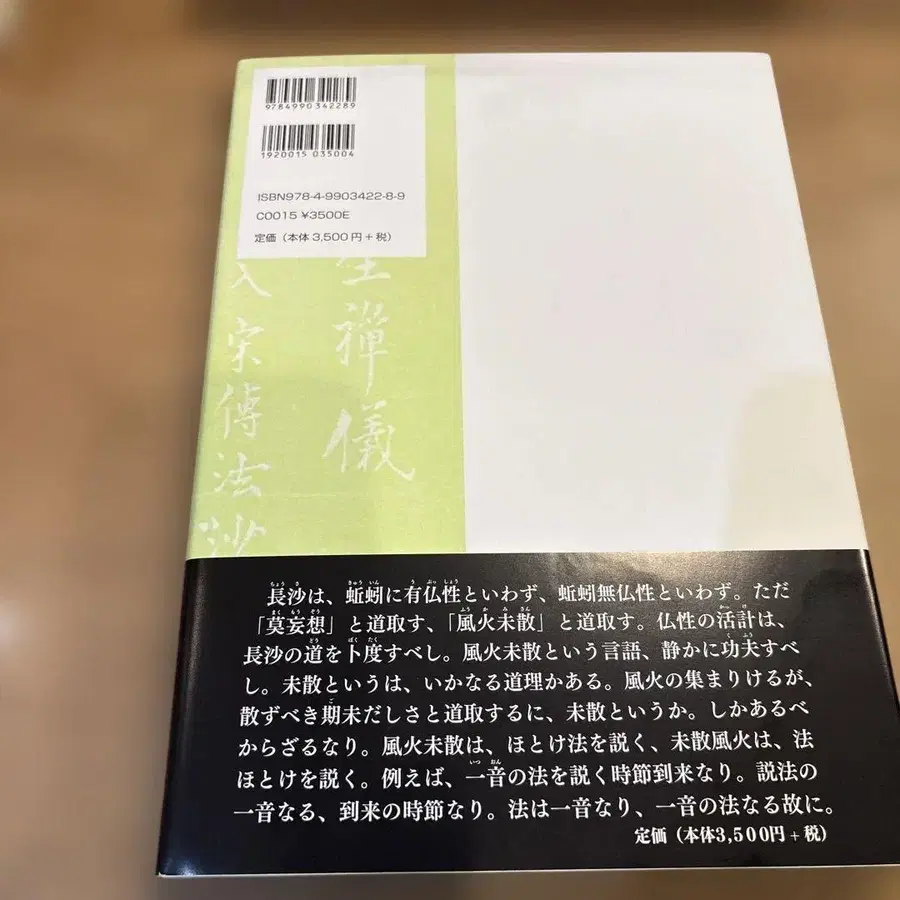 9784990342289
1920015035004
ISBN978-4-9903422-8-9
C0015 ¥3500E
定価（本体3,500円＋税）
坐禪儀
入宋傳法沙
長沙は、蚯蚓に有仏性といわず、蚯蚓無仏性といわず。ただ
「莫妄想」と道取す、「風火未散」と道取す。仏性の活計は、
長沙の道を卜度すべし。風火未散という言語、静かに功夫すべ
し。未散というは、いかなる道理かある。風火の集まりけるが、
散ずべき期未だしさと道取するに、未散というか。しかあるべ
からざるなり。風火未散は、ほとけ法を説く、未散風火は、法
ほとけを説く。例えば、一音の法を説く時節到来なり。説法の
一音なる、到来の時節なり。法は一音なり、一音の法なる故に。
定価（本体3,500円＋税）